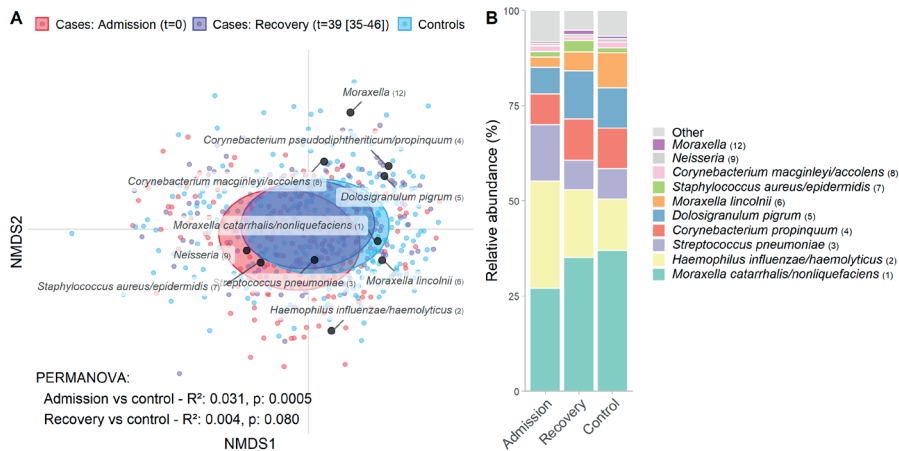 A
Cases: Admission (t=0)
Cases: Recovery (t=39 [35-46])
Controls
Moraxella (12)
Corynebacterium pseudodiphtheriticum/propinquum (4)
Corynebacterium macginleyi/accolens (8)
Dolosigranulum pigrum (5)
Moraxella catarrhalis/nonliquefaciens (1)
Neisseria (9)
Staphylococcus aureus/epidermidis (7)
Streptococcus pneumoniae (3)
Moraxella lincolnii (6)
Haemophilus influenzae/haemolyticus (2)
NMDS2
PERMANOVA:
Admission vs control - R²: 0.031, p: 0.0005
Recovery vs control - R²: 0.004, p: 0.080
NMDS1
B
Relative abundance (%)
100
75
50
25
0
Admission
Recovery
Control
Other
Moraxella (12)
Neisseria (9)
Corynebacterium macginleyi/accolens (8)
Staphylococcus aureus/epidermidis (7)
Moraxella lincolnii (6)
Dolosigranulum pigrum (5)
Corynebacterium propinquum (4)
Streptococcus pneumoniae (3)
Haemophilus influenzae/haemolyticus (2)
Moraxella catarrhalis/nonliquefaciens (1)